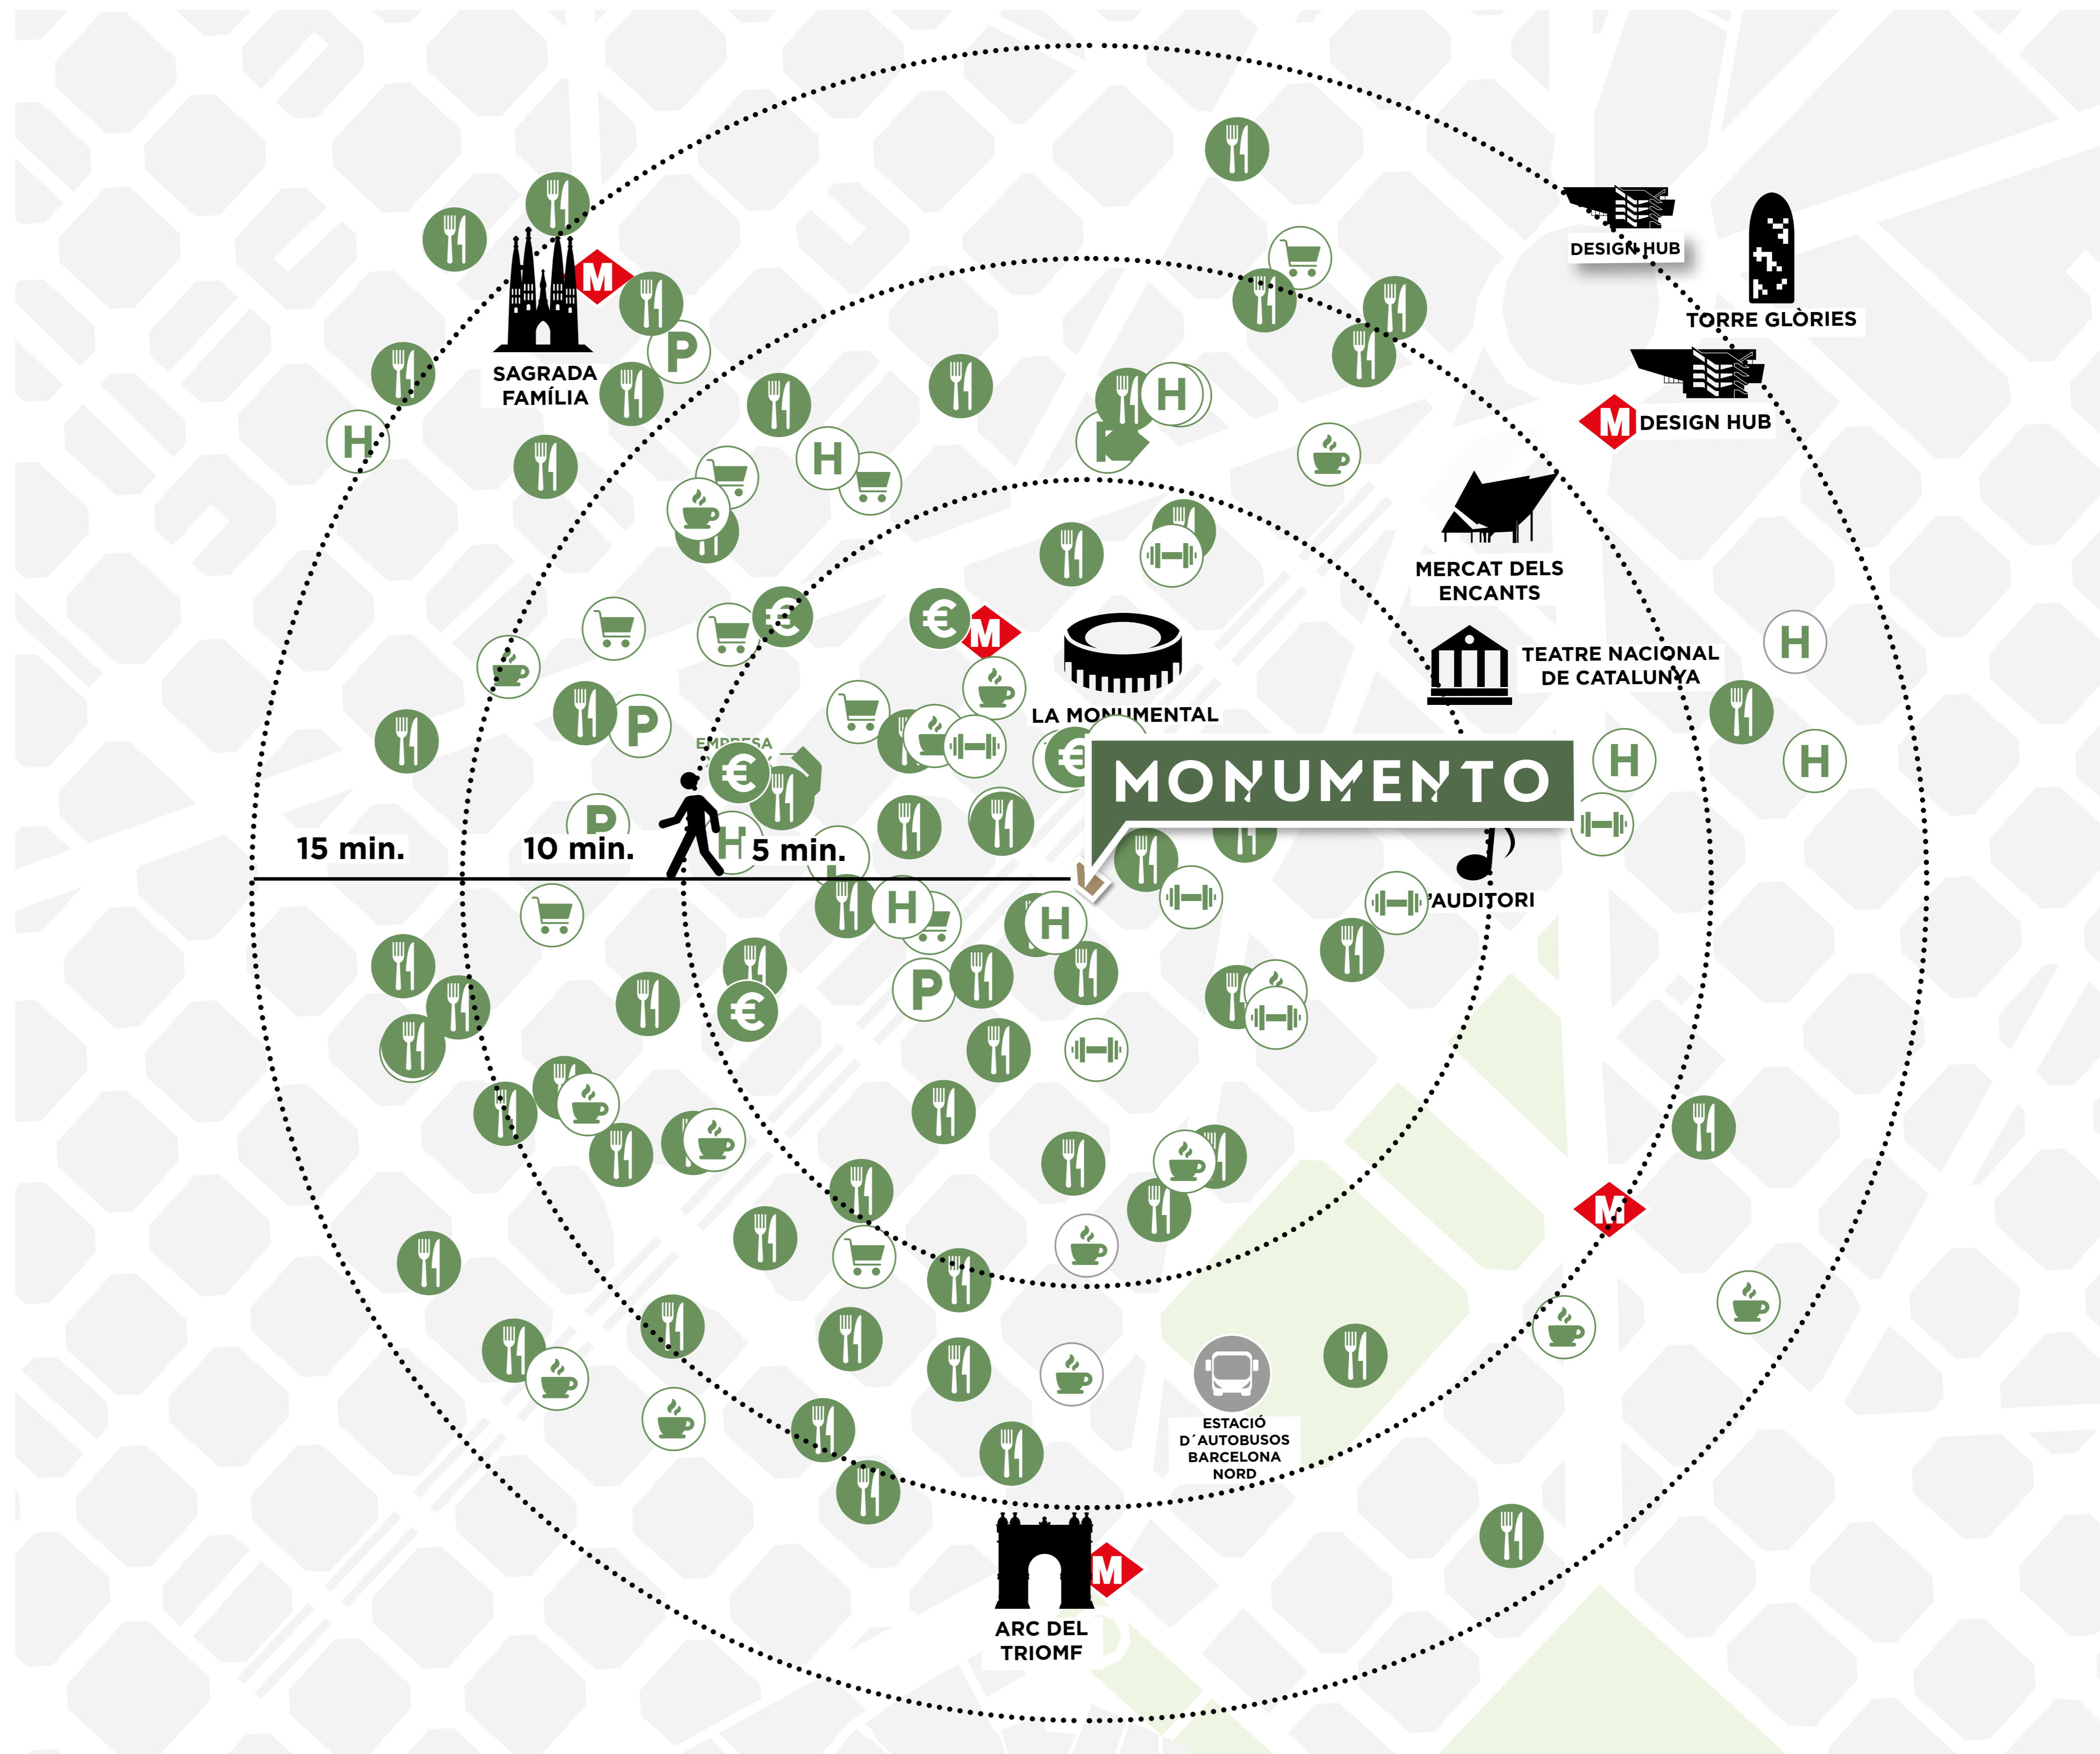 DESIGN HUB
TORRE GLÒRIES
M
SAGRADA
FAMÍLIA
P
H
H
H
M DESIGN HUB
MERCAT DELS
ENCANTS
€
€
M
H
TEATRE NACIONAL
DE CATALUNYA
LA MONUMENTAL
P
EMPRESA
€
€
MONUMENTO
H
H
P
H
15 min.
10 min.
5 min.
H
H
'AUDITORI
P
€
M
ESTACIÓ
D´AUTOBUSOS
BARCELONA
NORD
M
ARC DEL
TRIOMF